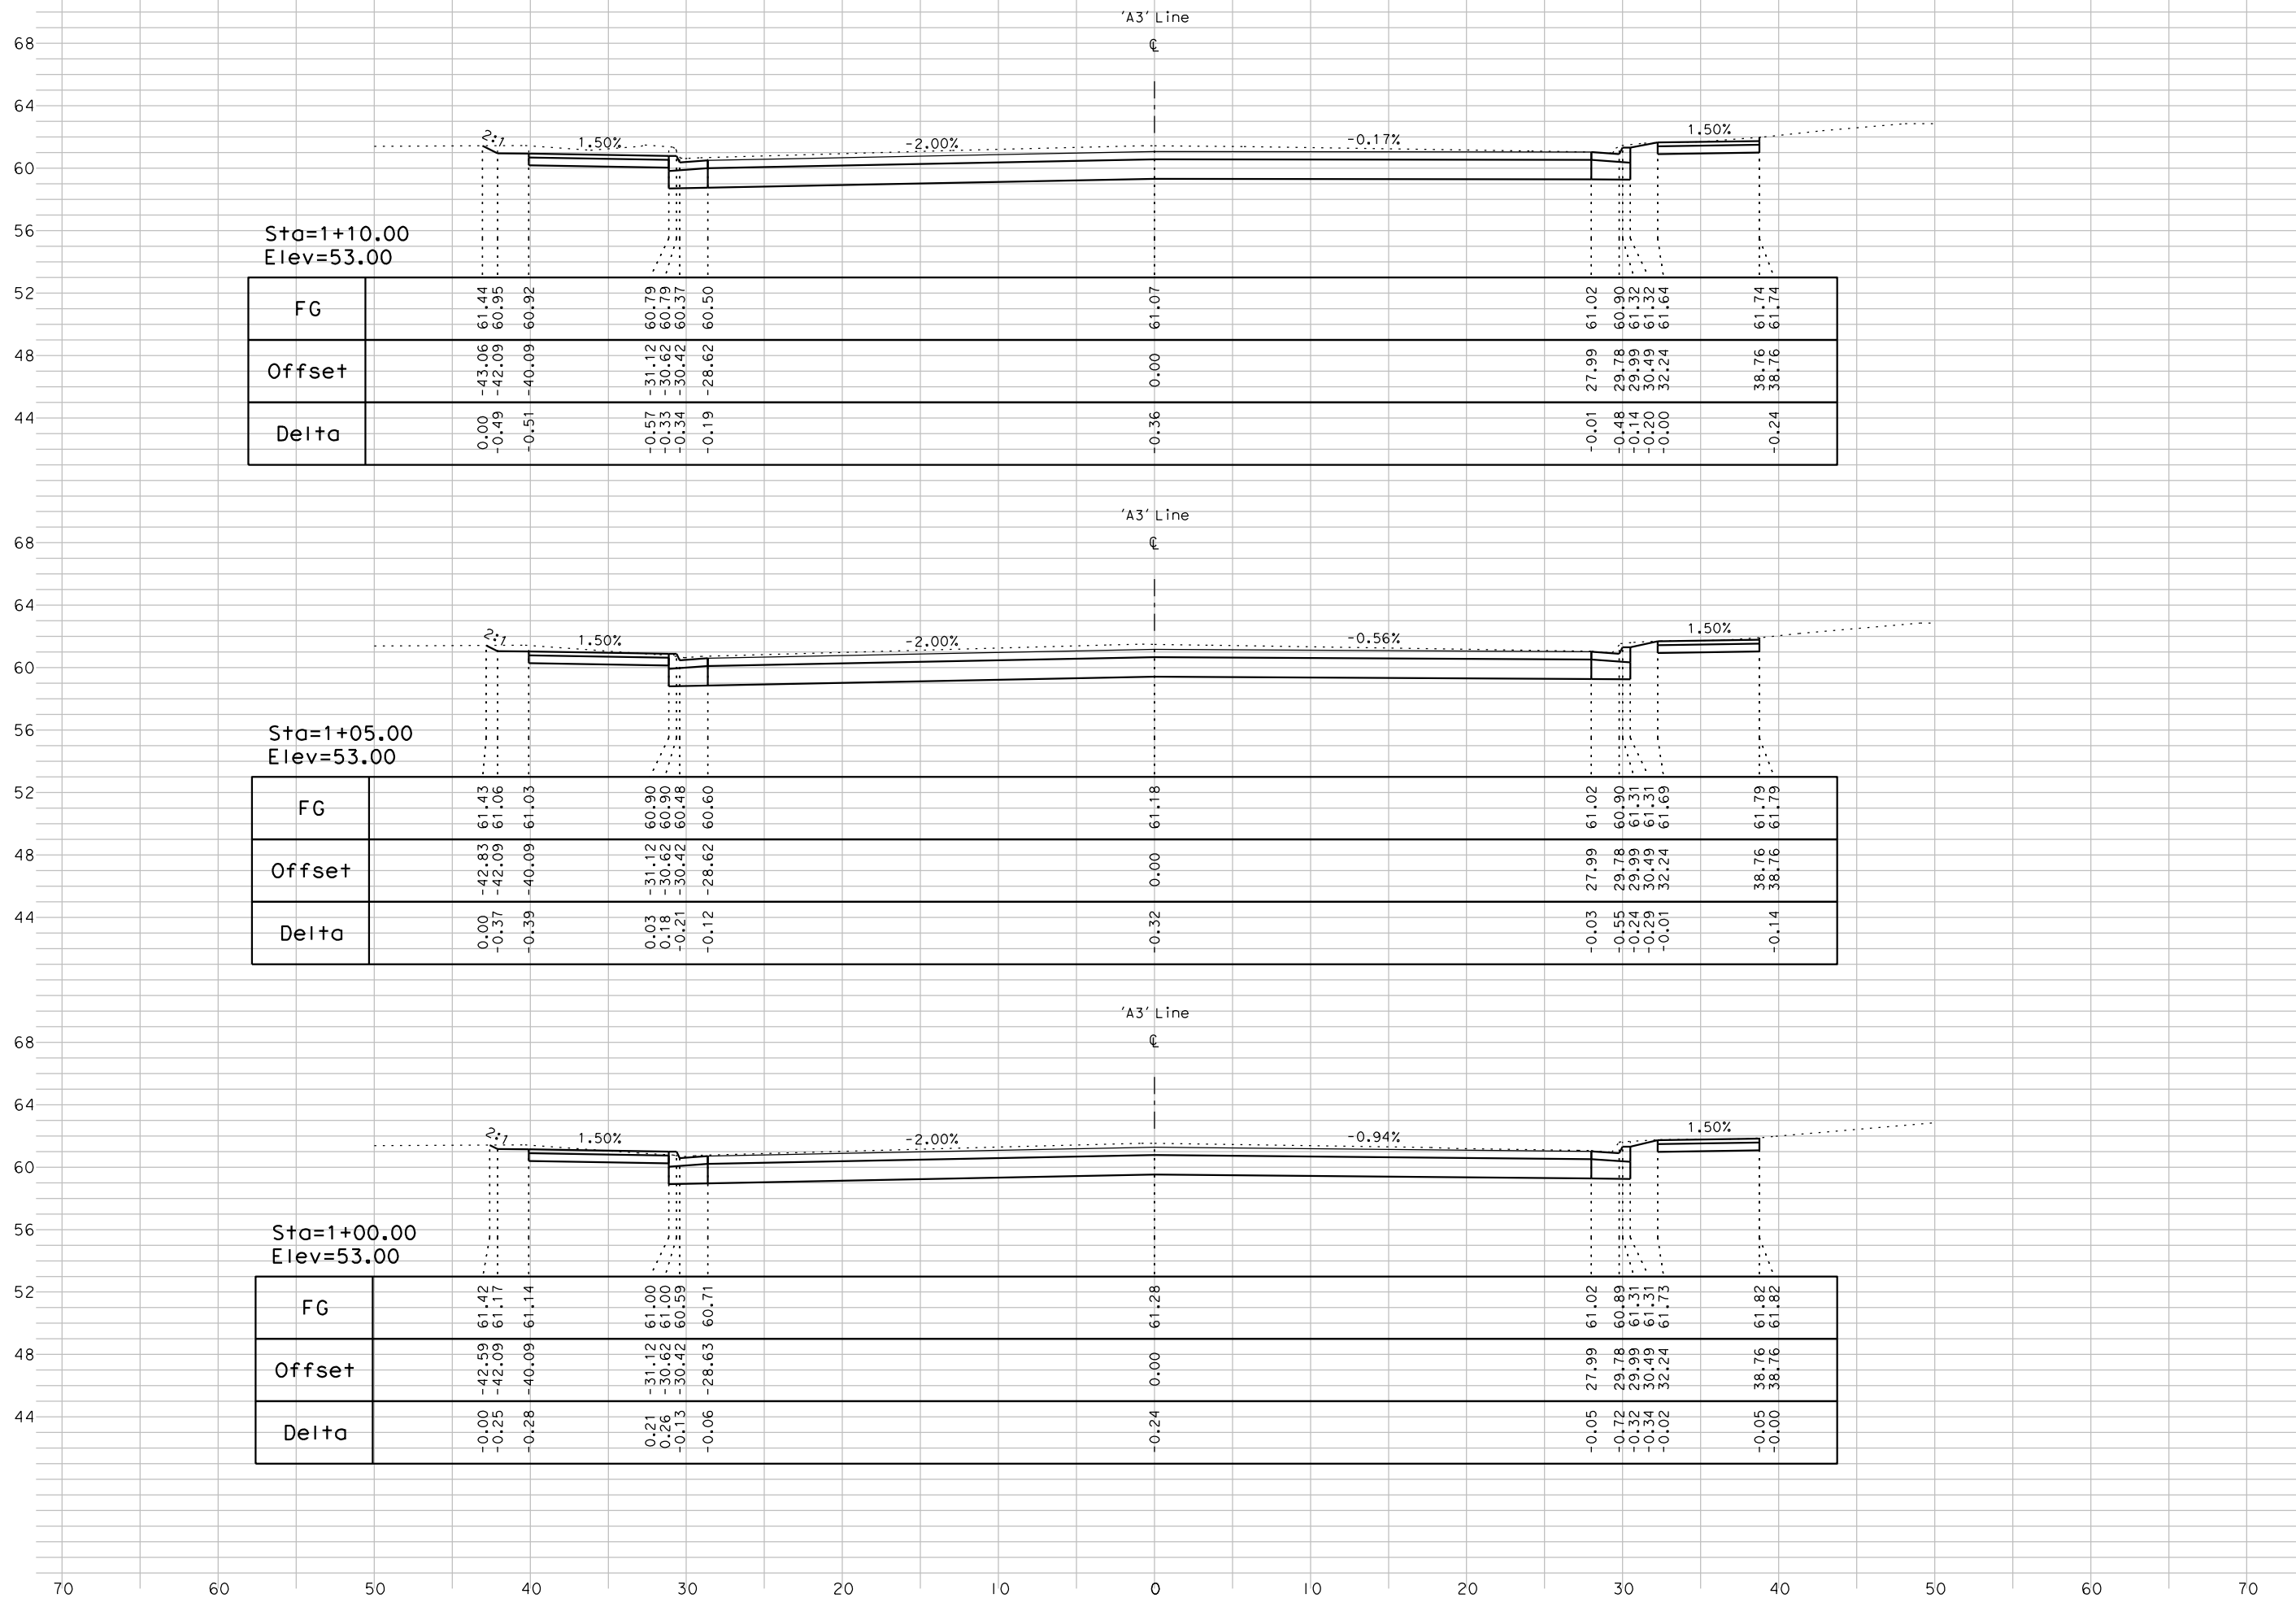 'A3' Line
℄
68
64
2:1 1.50% -2.00% -0.17% 1.50%
60
56
Sta=1+10.00
Elev=53.00
52
FG 61.44 60.95 60.92 60.79 60.79 60.37 60.50 61.07 61.02 60.90 61.32 61.32 61.64 61.74 61.74
48
Offset -43.06 -42.09 -40.09 -31.12 -30.62 -30.42 -28.62 0.00 27.99 29.78 29.99 30.49 32.24 38.76 38.76
44
Delta 0.00 -0.49 -0.51 -0.57 -0.33 -0.34 -0.19 -0.36 -0.01 -0.48 -0.14 -0.20 -0.00 -0.24
'A3' Line
℄
68
64
2:1 1.50% -2.00% -0.56% 1.50%
60
56
Sta=1+05.00
Elev=53.00
52
FG 61.43 61.06 61.03 60.90 60.90 60.48 60.60 61.18 61.02 60.90 61.31 61.31 61.69 61.79 61.79
48
Offset -42.83 -42.09 -40.09 -31.12 -30.62 -30.42 -28.62 0.00 27.99 29.78 29.99 30.49 32.24 38.76 38.76
44
Delta 0.00 -0.37 -0.39 0.03 0.18 -0.21 -0.12 -0.32 -0.03 -0.55 -0.24 -0.29 -0.01 -0.14
'A3' Line
℄
68
64
2:1 1.50% -2.00% -0.94% 1.50%
60
56
Sta=1+00.00
Elev=53.00
52
FG 61.42 61.17 61.14 61.00 61.00 60.59 60.71 61.28 61.02 60.89 61.31 61.31 61.73 61.82 61.82
48
Offset -42.59 -42.09 -40.09 -31.12 -30.62 -30.42 -28.63 0.00 27.99 29.78 29.99 30.49 32.24 38.76 38.76
44
Delta -0.00 -0.25 -0.28 0.21 0.26 -0.13 -0.06 -0.24 -0.05 -0.72 -0.32 -0.34 -0.02 -0.05 -0.00
70 60 50 40 30 20 10 0 10 20 30 40 50 60 70